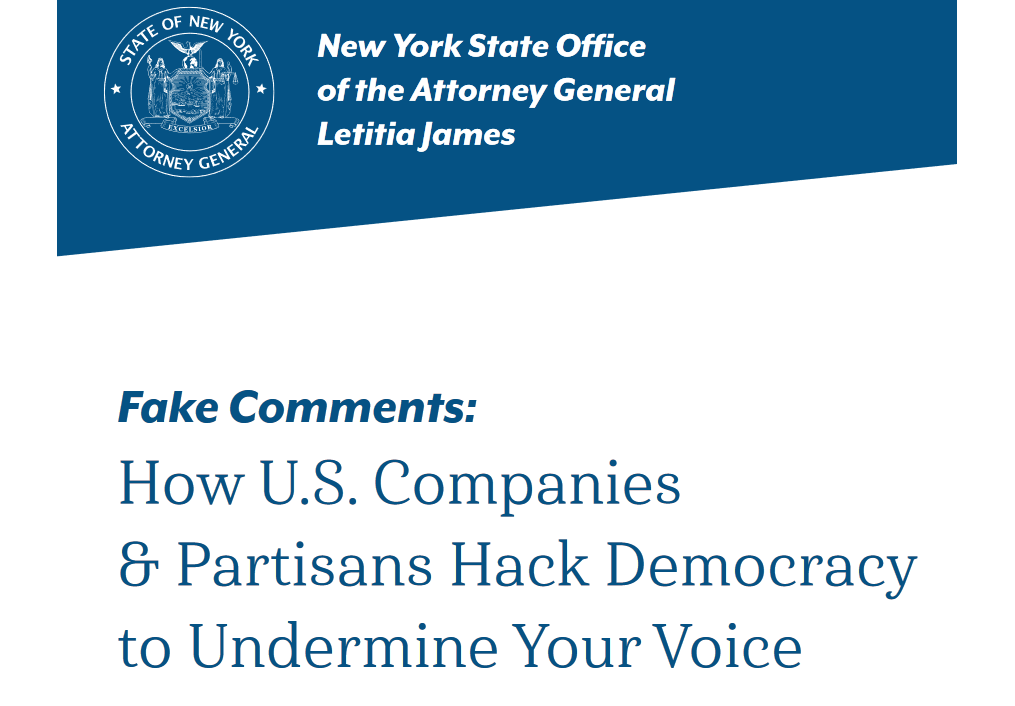 STATE OF NEW YORK
EXCELSIOR
ATTORNEY GENERAL
New York State Office
of the Attorney General
Letitia James
Fake Comments:
How U.S. Companies
& Partisans Hack Democracy
to Undermine Your Voice